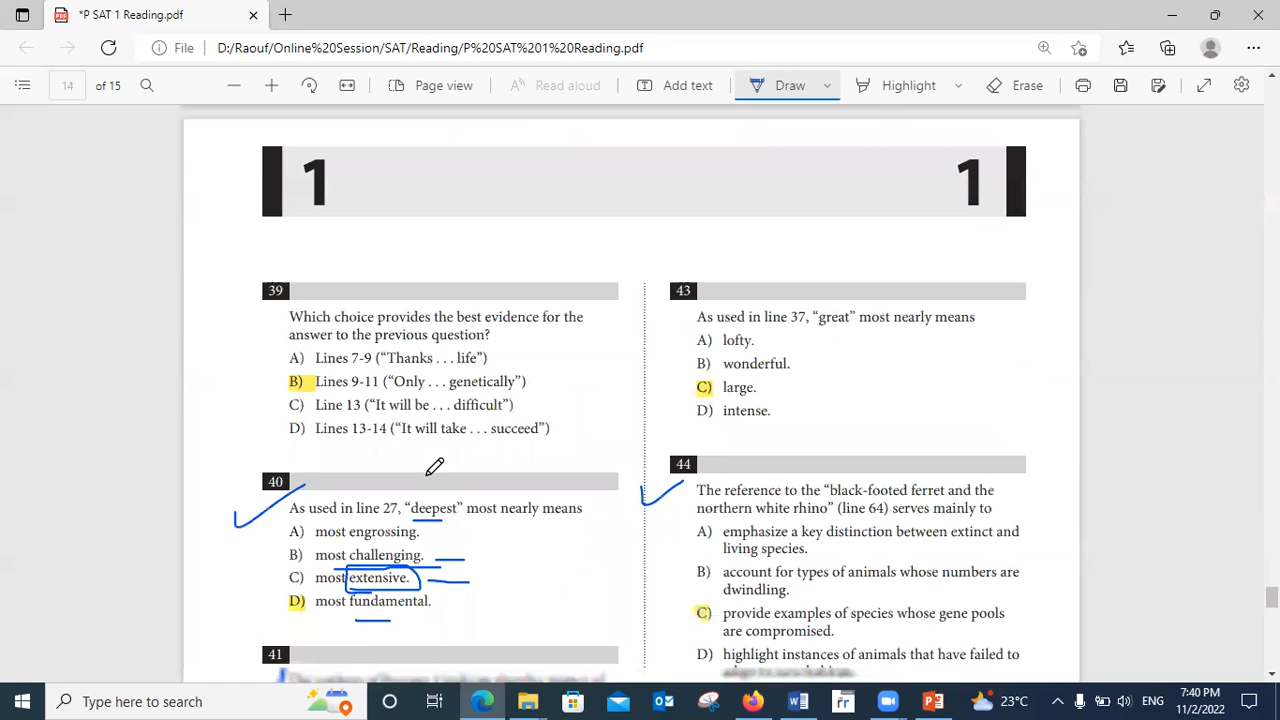 *P SAT 1 Reading.pdf
File D:/Raouf/Online%20Session/SAT/Reading/P%20SAT%201%20Reading.pdf
14 of 15 Page view Read aloud Add text Draw Highlight Erase
1 1
39
Which choice provides the best evidence for the
answer to the previous question?
A) Lines 7-9 (“Thanks . . . life”)
B) Lines 9-11 (“Only . . . genetically”)
C) Line 13 (“It will be . . . difficult”)
D) Lines 13-14 (“It will take . . . succeed”)
40
As used in line 27, “deepest” most nearly means
A) most engrossing.
B) most challenging.
C) most extensive.
D) most fundamental.
41
43
As used in line 37, “great” most nearly means
A) lofty.
B) wonderful.
C) large.
D) intense.
44
The reference to the “black-footed ferret and the
northern white rhino” (line 64) serves mainly to
A) emphasize a key distinction between extinct and
living species.
B) account for types of animals whose numbers are
dwindling.
C) provide examples of species whose gene pools
are compromised.
D) highlight instances of animals that have failed to
Type here to search
23°C
ENG
7:40 PM
11/2/2022